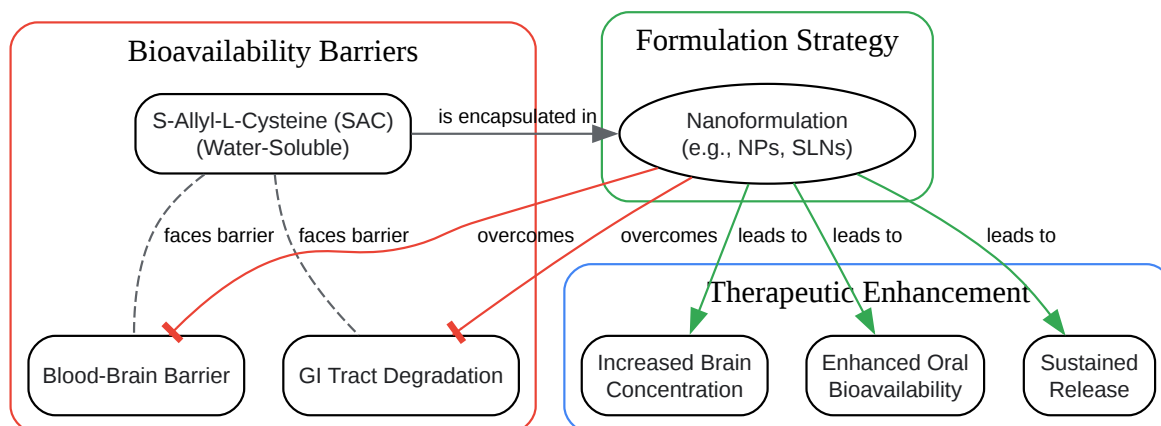 Bioavailability Barriers
Formulation Strategy
S-Allyl-L-Cysteine (SAC)
(Water-Soluble)
is encapsulated in
Nanoformulation
(e.g., NPs, SLNs)
faces barrier
faces barrier
overcomes
overcomes
leads to
leads to
leads to
Therapeutic Enhancement
Blood-Brain Barrier
GI Tract Degradation
Increased Brain
Concentration
Enhanced Oral
Bioavailability
Sustained
Release